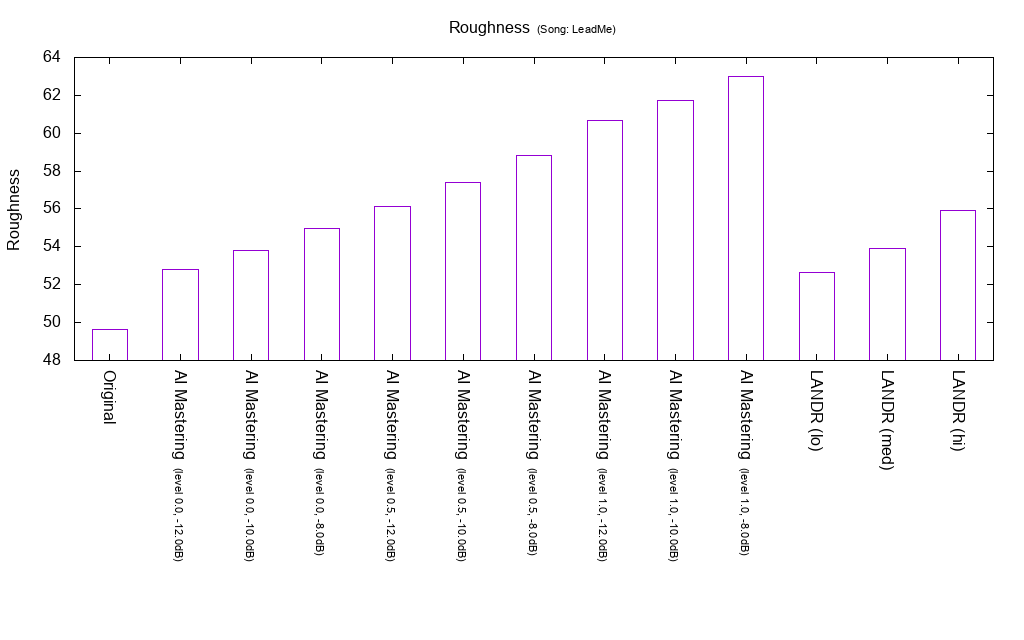 Roughness (Song: LeadMe)
Roughness
64
62
60
58
56
54
52
50
48
Original
AI Mastering (level 0.0, -12.0dB)
AI Mastering (level 0.0, -10.0dB)
AI Mastering (level 0.0, -8.0dB)
AI Mastering (level 0.5, -12.0dB)
AI Mastering (level 0.5, -10.0dB)
AI Mastering (level 0.5, -8.0dB)
AI Mastering (level 1.0, -12.0dB)
AI Mastering (level 1.0, -10.0dB)
AI Mastering (level 1.0, -8.0dB)
LANDR (lo)
LANDR (med)
LANDR (hi)